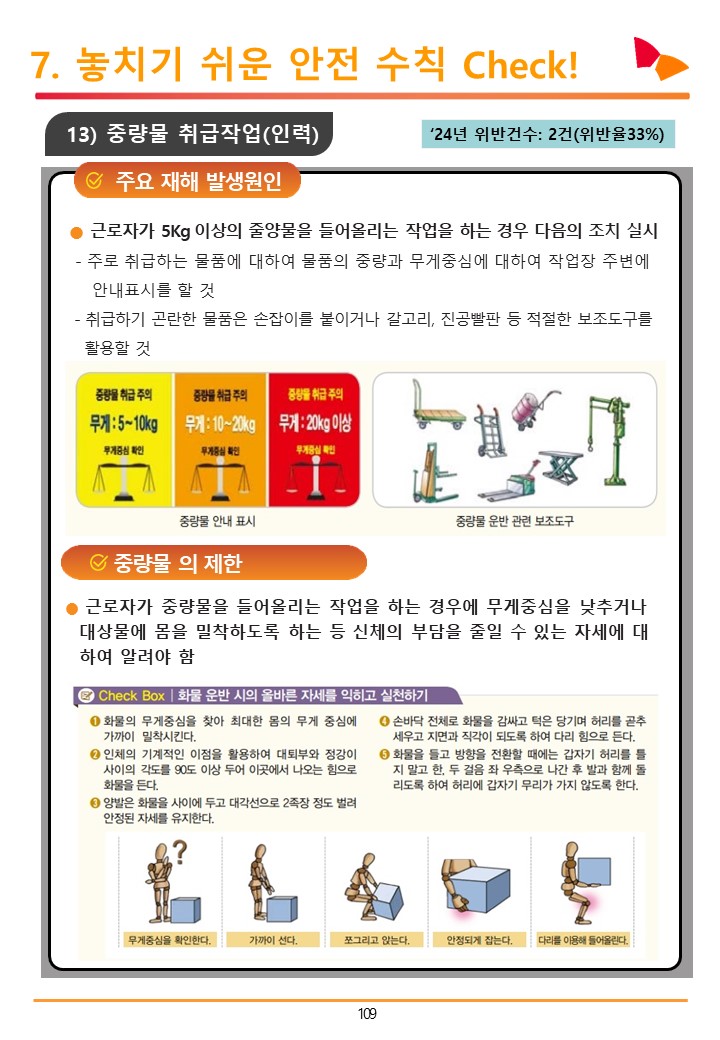 7. 놓치기 쉬운 안전 수칙 Check!
13) 중량물 취급작업(인력)
‘24년 위반건수: 2건(위반율33%)
주요 재해 발생원인
근로자가 5Kg 이상의 줄양물을 들어올리는 작업을 하는 경우 다음의 조치 실시
- 주로 취급하는 물품에 대하여 물품의 중량과 무게중심에 대하여 작업장 주변에
안내표시를 할 것
- 취급하기 곤란한 물품은 손잡이를 붙이거나 갈고리, 진공빨판 등 적절한 보조도구를
활용할 것
중량물 취급 주의
무게 : 5~10kg
무게중심 확인
중량물 취급 주의
무게 : 10~20kg
무게중심 확인
중량물 취급 주의
무게 : 20kg 이상
무게중심 확인
중량물 안내 표시
중량물 운반 관련 보조도구
중량물 의 제한
근로자가 중량물을 들어올리는 작업을 하는 경우에 무게중심을 낮추거나
대상물에 몸을 밀착하도록 하는 등 신체의 부담을 줄일 수 있는 자세에 대
하여 알려야 함
Check Box | 화물 운반 시의 올바른 자세를 익히고 실천하기
1 화물의 무게중심을 찾아 최대한 몸의 무게 중심에
가까이 밀착시킨다.
2 인체의 기계적인 이점을 활용하여 대퇴부와 정강이
사이의 각도를 90도 이상 두어 이곳에서 나오는 힘으로
화물을 든다.
3 양발은 화물을 사이에 두고 대각선으로 2족장 정도 벌려
안정된 자세를 유지한다.
4 손바닥 전체로 화물을 감싸고 턱은 당기며 허리를 곧추
세우고 지면과 직각이 되도록 하여 다리 힘으로 든다.
5 화물을 들고 방향을 전환할 때에는 갑자기 허리를 틀
지 말고 한, 두 걸음 좌 우측으로 나간 후 발과 함께 돌
리도록 하여 허리에 갑자기 무리가 가지 않도록 한다.
?
무게중심을 확인한다.
가까이 선다.
쪼그리고 앉는다.
안정되게 잡는다.
다리를 이용해 들어올린다.
109